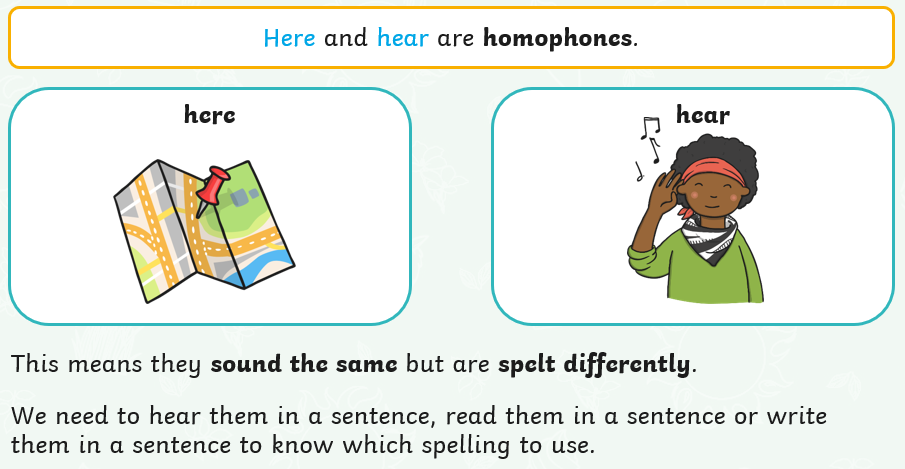 Here and hear are homophones.
here
hear
This means they sound the same but are spelt differently.
We need to hear them in a sentence, read them in a sentence or write
them in a sentence to know which spelling to use.